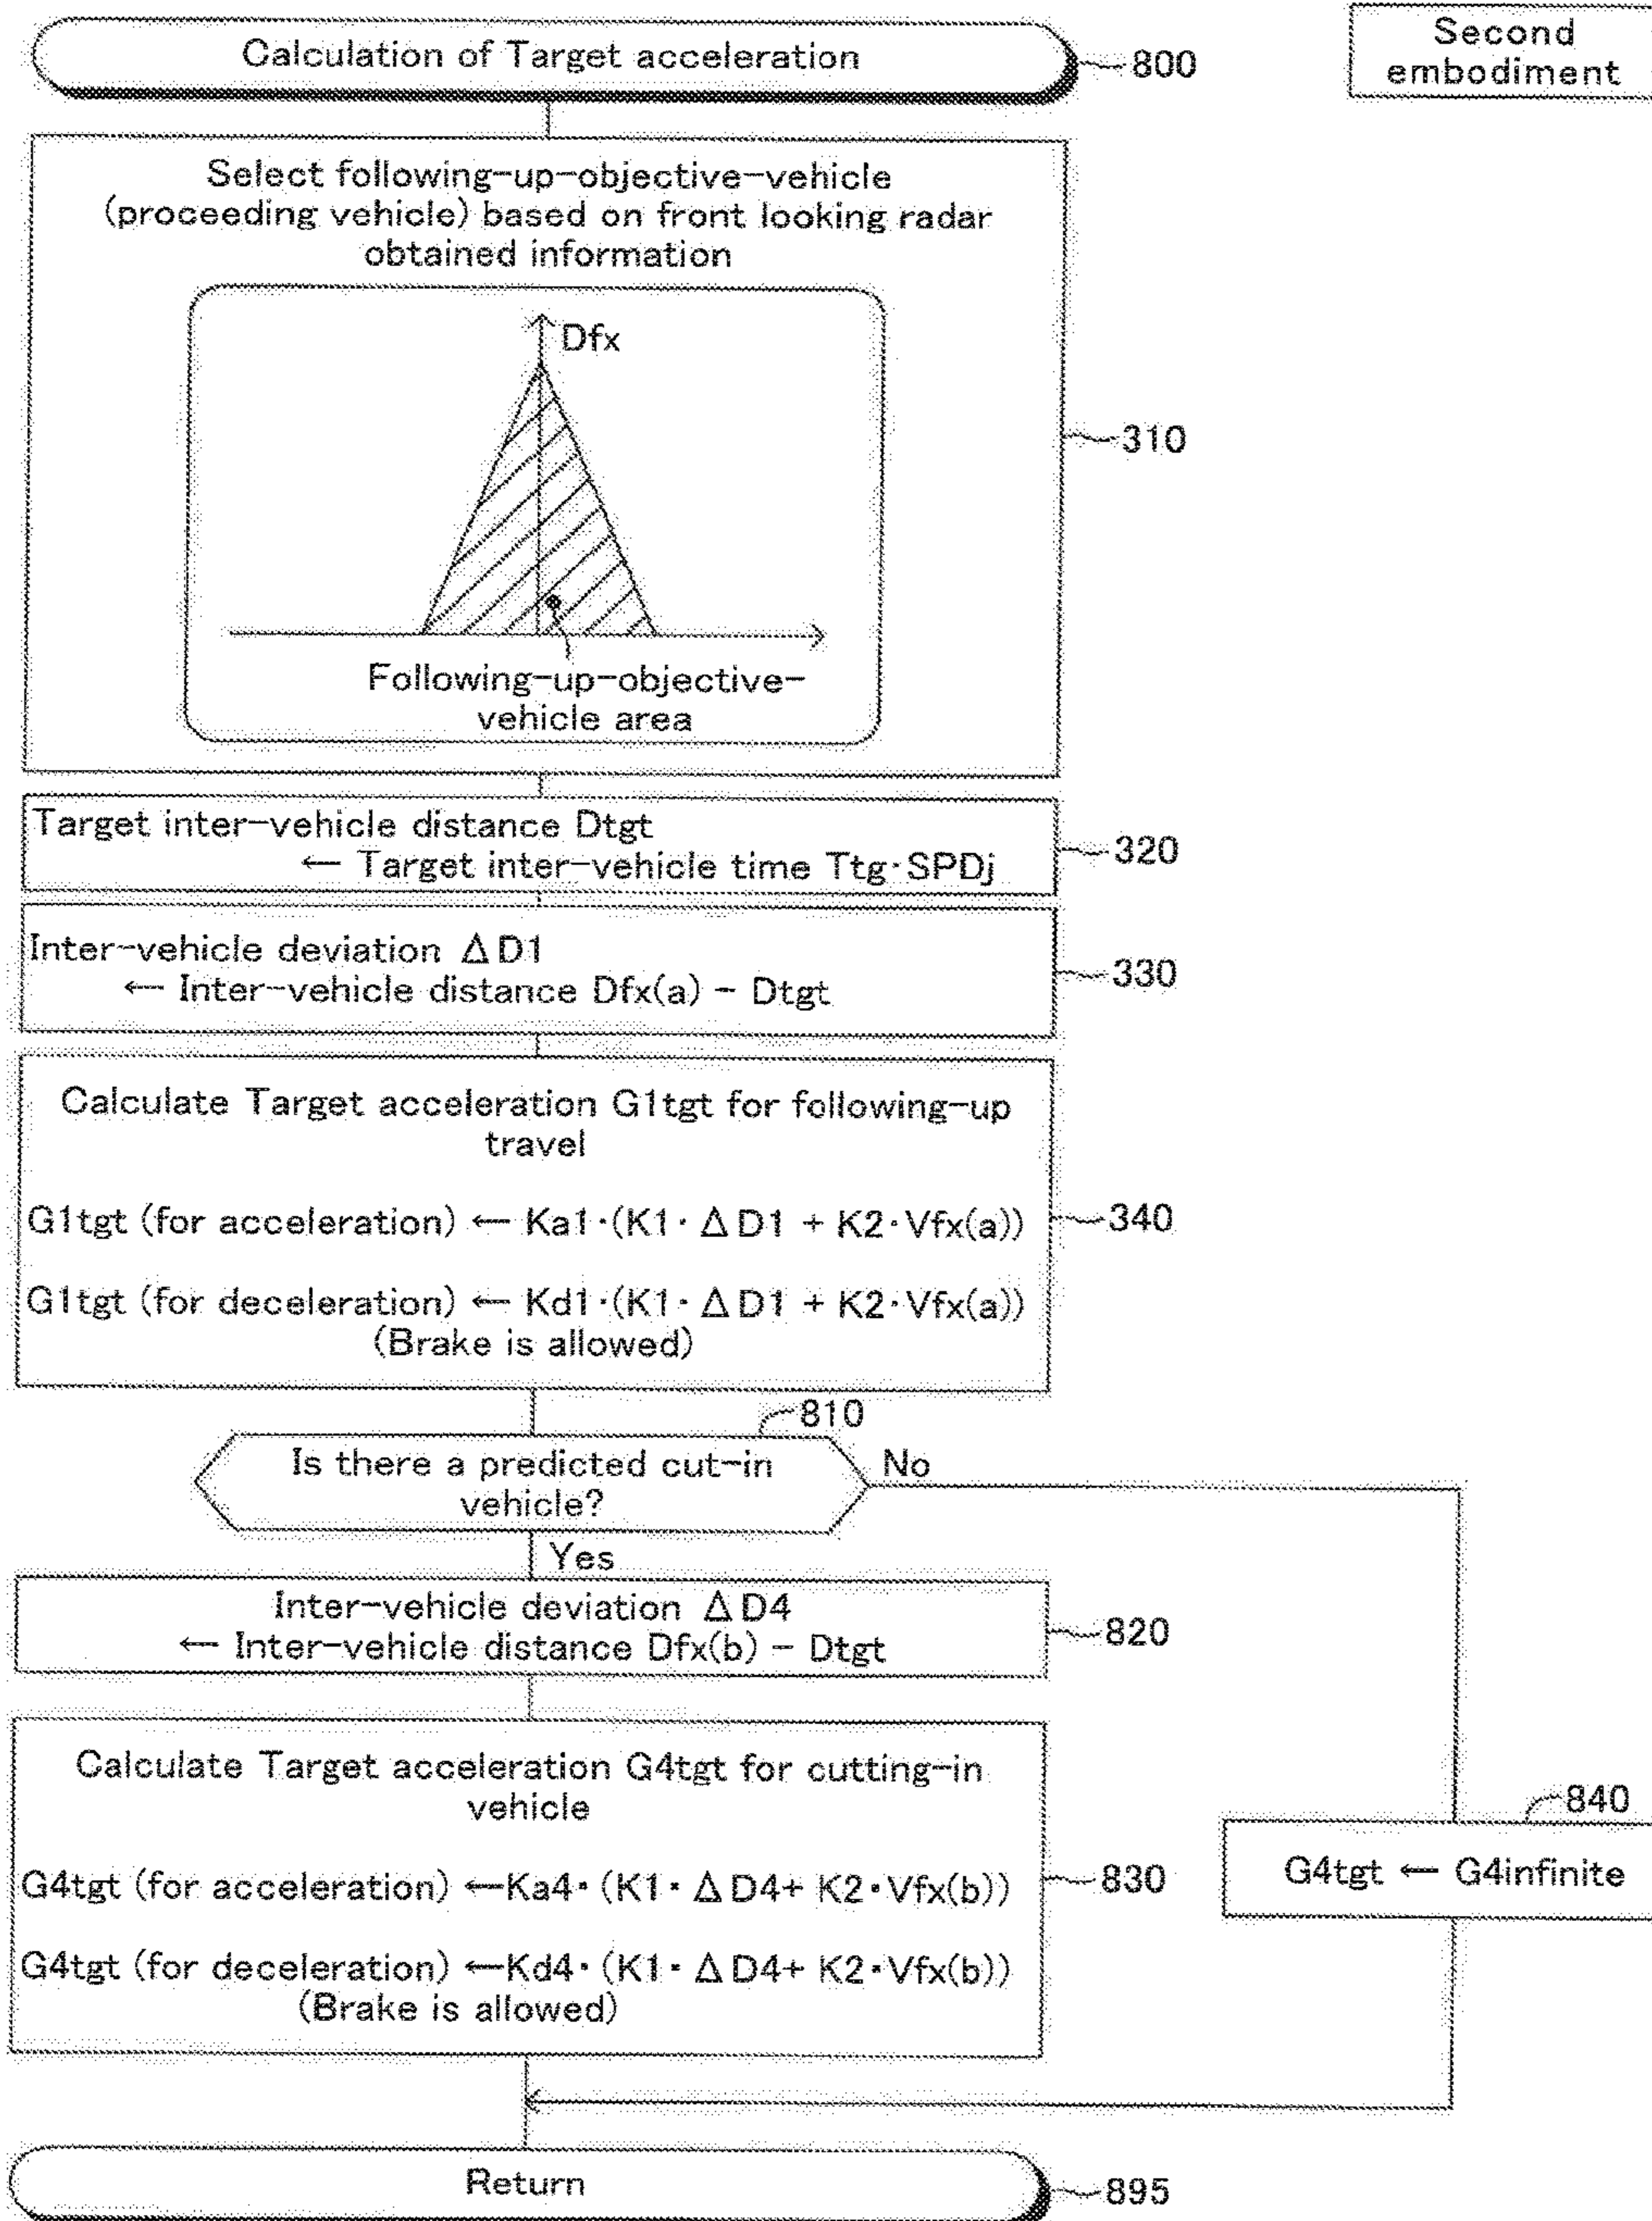 Calculation of Target acceleration
800
Second
embodiment
Select following-up-objective-vehicle
(proceeding vehicle) based on front looking radar
obtained information
Dfx
310
Following-up-objective-
vehicle area
Target inter-vehicle distance Dtgt
← Target inter-vehicle time Ttg·SPDj
320
Inter-vehicle deviation ΔD1
← Inter-vehicle distance Dfx(a) - Dtgt
330
Calculate Target acceleration G1tgt for following-up
travel
G1tgt (for acceleration) ← Ka1·(K1·ΔD1 + K2·Vfx(a))
340
G1tgt (for deceleration) ← Kd1·(K1·ΔD1 + K2·Vfx(a))
(Brake is allowed)
810
Is there a predicted cut-in
vehicle?
No
Yes
Inter-vehicle deviation ΔD4
← Inter-vehicle distance Dfx(b) - Dtgt
820
Calculate Target acceleration G4tgt for cutting-in
vehicle
840
G4tgt (for acceleration) ←Ka4·(K1·ΔD4+ K2·Vfx(b))
830
G4tgt ← G4infinite
G4tgt (for deceleration) ←Kd4·(K1·ΔD4+ K2·Vfx(b))
(Brake is allowed)
Return
895